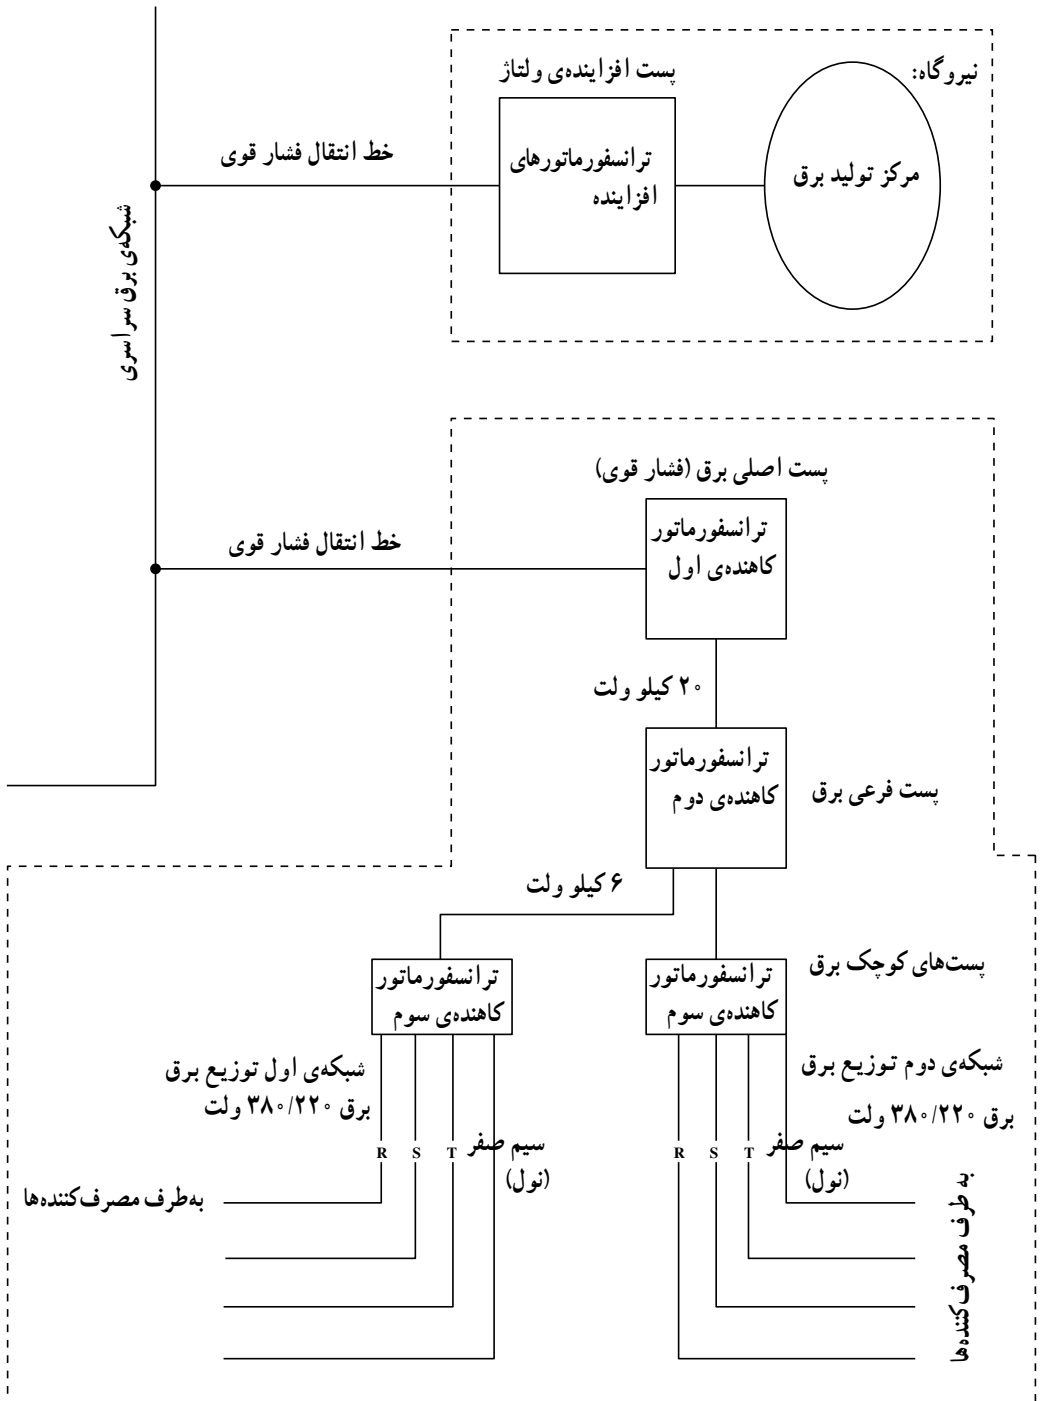 نیروگاه:
پست افزاینده‌ی ولتاژ
مرکز تولید برق
ترانسفورماتورهای
افزاینده
خط انتقال فشار قوی
شبکه‌ی برق سراسری
پست اصلی برق (فشار قوی)
ترانسفورماتور
کاهنده‌ی اول
خط انتقال فشار قوی
۲۰ کیلو ولت
ترانسفورماتور
کاهنده‌ی دوم
پست فرعی برق
۶ کیلو ولت
پست‌های کوچک برق
ترانسفورماتور
کاهنده‌ی سوم
ترانسفورماتور
کاهنده‌ی سوم
شبکه‌ی دوم توزیع برق
برق ۳۸۰/۲۲۰ ولت
شبکه‌ی اول توزیع برق
برق ۳۸۰/۲۲۰ ولت
R S T سیم صفر
(نول)
R S T سیم صفر
(نول)
به طرف مصرف‌کننده‌ها
به‌طرف مصرف‌کننده‌ها